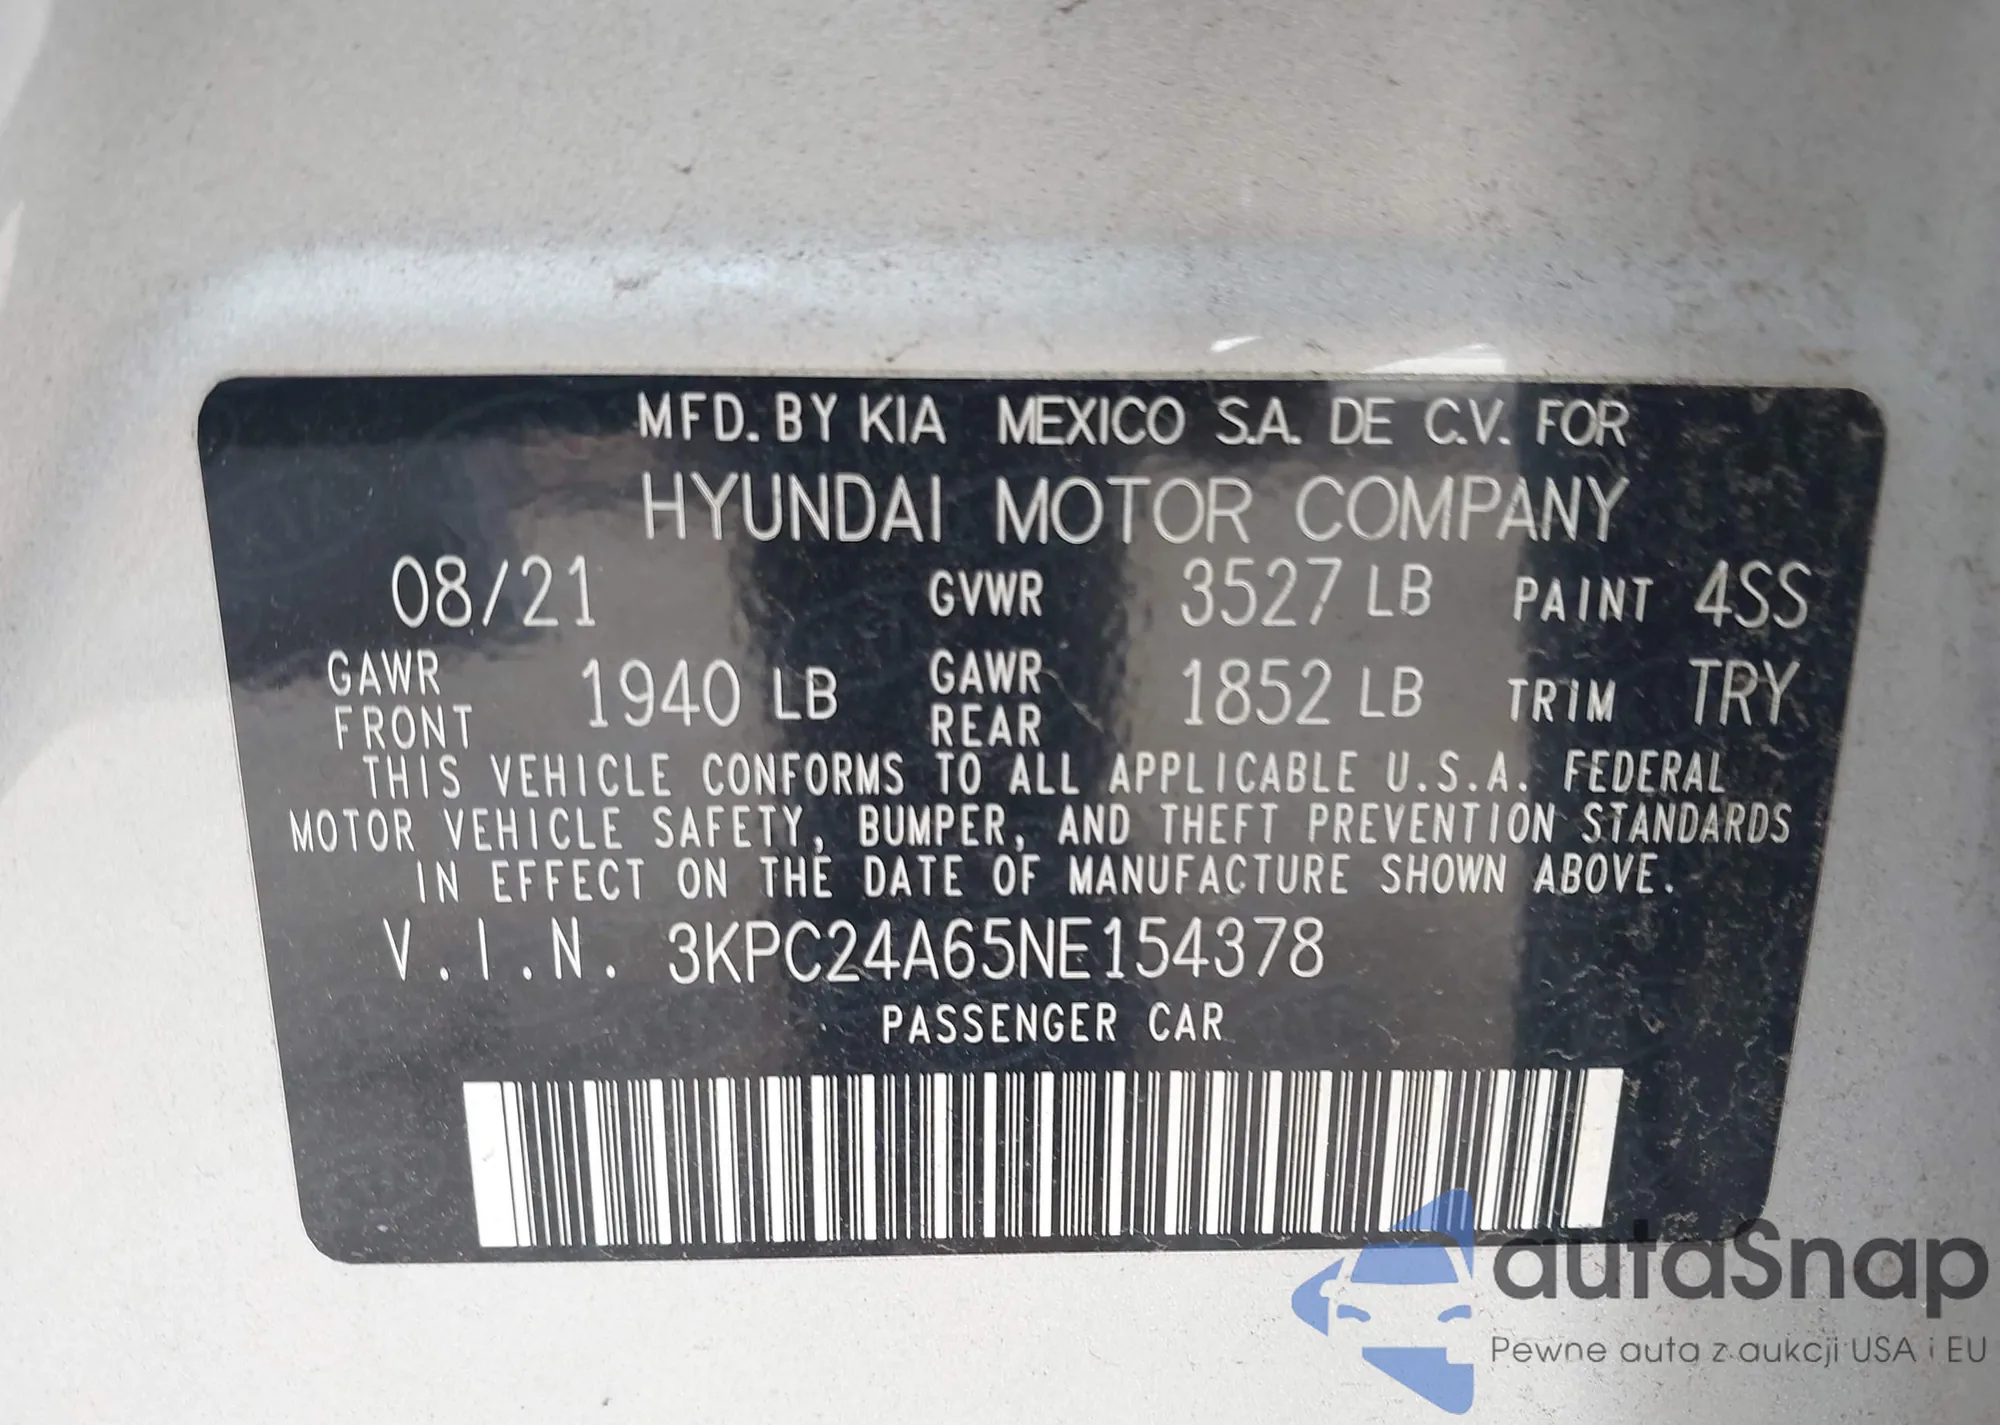 MFD. BY KIA MEXICO S.A. DE C.V. FOR
HYUNDAI MOTOR COMPANY
08/21 GVWR 3527 LB PAINT 4SS
GAWR FRONT 1940 LB GAWR REAR 1852 LB TRIM TRY
THIS VEHICLE CONFORMS TO ALL APPLICABLE U.S.A. FEDERAL
MOTOR VEHICLE SAFETY, BUMPER, AND THEFT PREVENTION STANDARDS
IN EFFECT ON THE DATE OF MANUFACTURE SHOWN ABOVE.
V.I.N. 3KPC24A65NE154378
PASSENGER CAR
autaSnap
Pewne auta z aukcji USA i EU